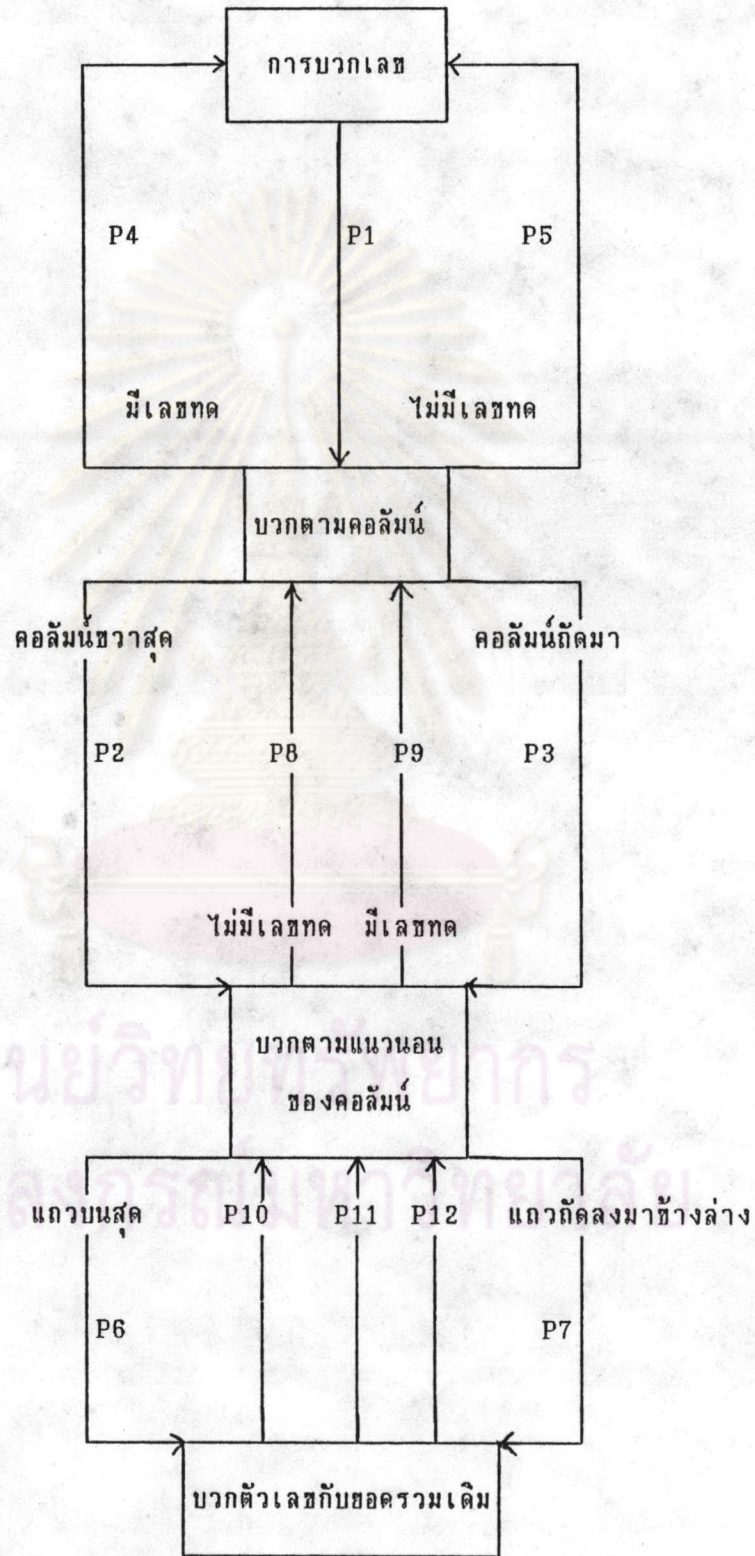 การบวกเลข
P4 P1 P5
มีเลขทด ไม่มีเลขทด
บวกตามคอลัมน์
คอลัมน์ขวาสุด คอลัมน์ถัดมา
P2 P8 P9 P3
ไม่มีเลขทด มีเลขทด
บวกตามแนวนอน
ของคอลัมน์
แถวบนสุด P10 P11 P12 แถวถัดลงมาข้างล่าง
P6 P7
บวกตัวเลขกับยอดรวมเดิม